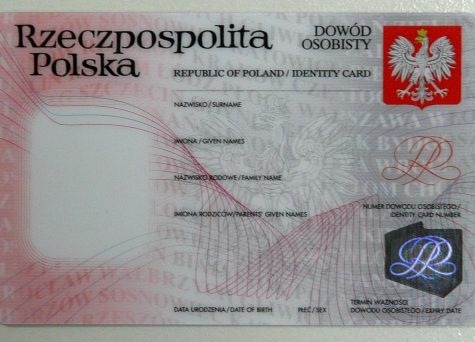 Rzeczpospolita
Polska
DOWÓD
OSOBISTY
REPUBLIC OF POLAND / IDENTITY CARD
NAZWISKO / SURNAME
IMIONA / GIVEN NAMES
NAZWISKO RODOWE / FAMILY NAME
IMIONA RODZICÓW/PARENTS' GIVEN NAMES
NUMER DOWODU OSOBISTEGO /
IDENTITY CARD NUMBER
RP
RP
DATA URODZENIA / DATE OF BIRTH
PŁEĆ / SEX
TERMIN WAŻNOŚCI
DOWODU OSOBISTEGO / EXPIRY DATE